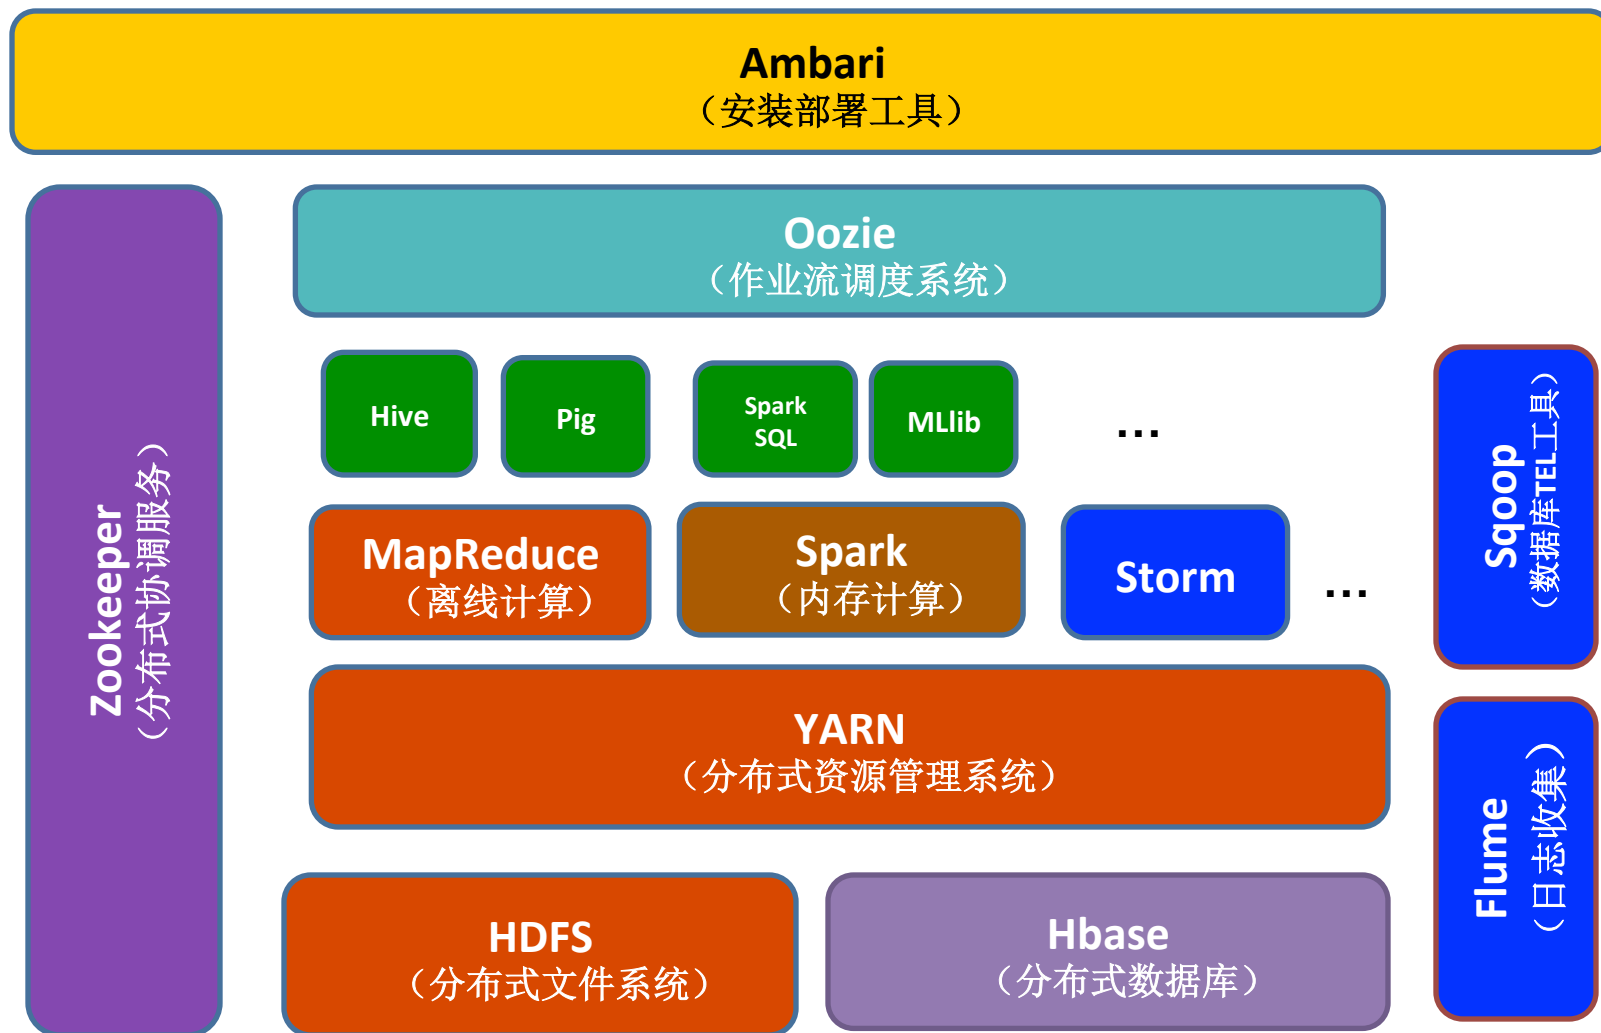 Ambari
（安装部署工具）
Zookeeper
（分布式协调服务）
Oozie
（作业流调度系统）
Hive
Pig
Spark
SQL
MLlib
...
MapReduce
（离线计算）
Spark
（内存计算）
Storm
...
Sqoop
（数据库TEL工具）
YARN
（分布式资源管理系统）
Flume
（日志收集）
HDFS
（分布式文件系统）
Hbase
（分布式数据库）